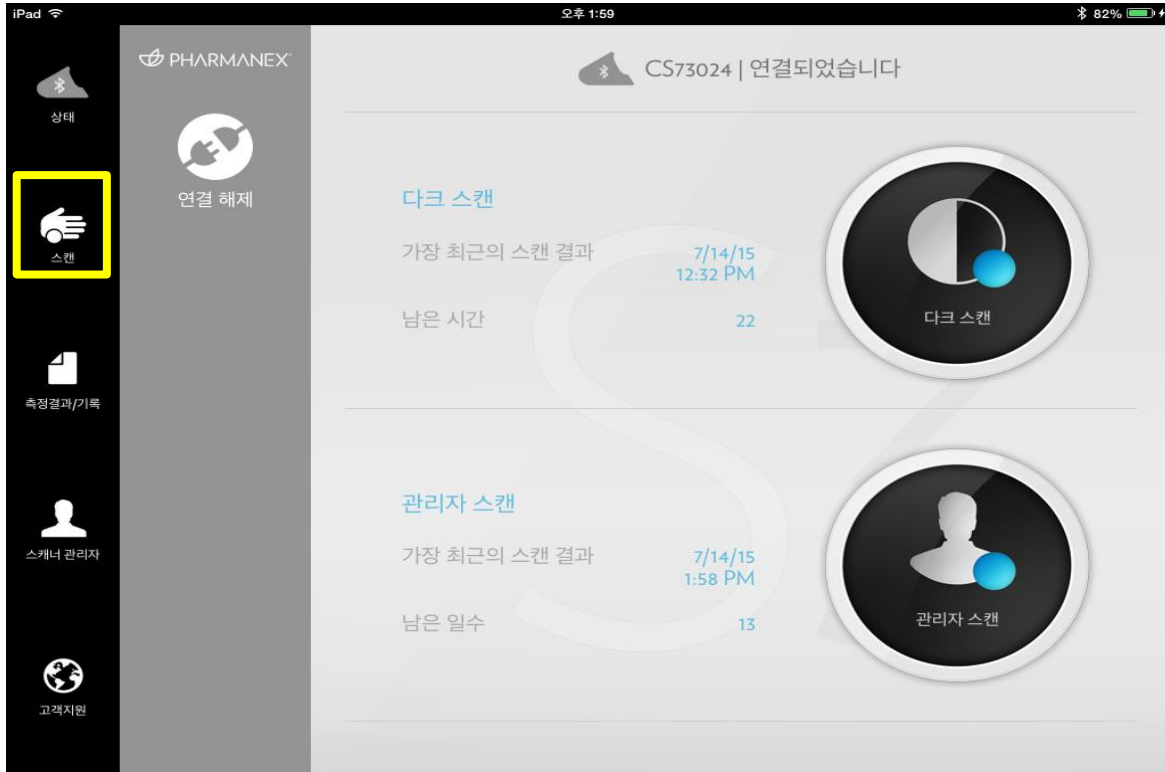 iPad 오후 1:59 82%
PHARMANEX
CS73024 | 연결되었습니다
상태
연결 해제
스캔
측정결과/기록
스캐너 관리자
고객지원
다크 스캔
가장 최근의 스캔 결과 7/14/15
12:32 PM
남은 시간 22
다크 스캔
관리자 스캔
가장 최근의 스캔 결과 7/14/15
1:58 PM
남은 일수 13
관리자 스캔
S3